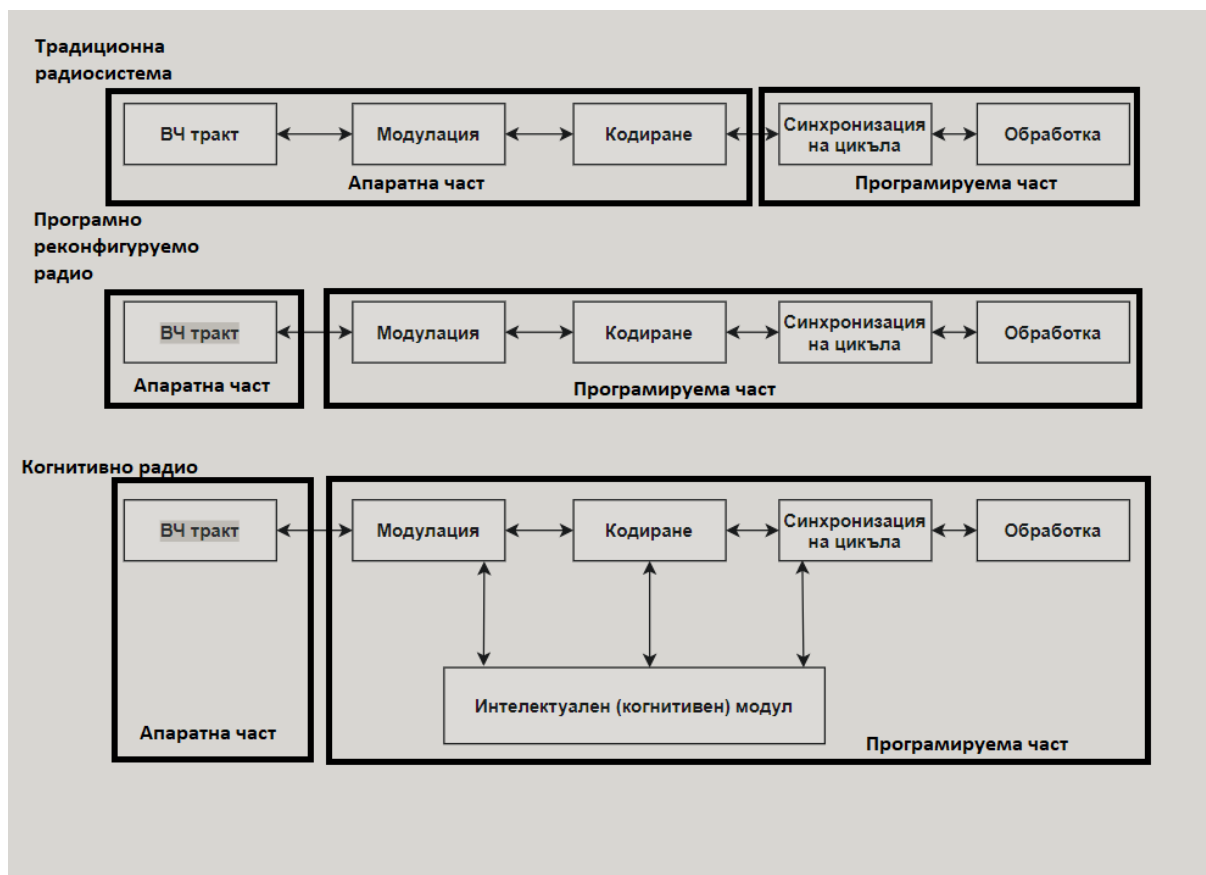 Традиционна
радиосистема
ВЧ тракт
Модулация
Кодиране
Синхронизация
на цикъла
Обработка
Апаратна част
Програмируема част
Програмно
реконфигуруемо
радио
ВЧ тракт
Модулация
Кодиране
Синхронизация
на цикъла
Обработка
Апаратна част
Програмируема част
Когнитивно радио
ВЧ тракт
Модулация
Кодиране
Синхронизация
на цикъла
Обработка
Интелектуален (когнитивен) модул
Апаратна част
Програмируема част